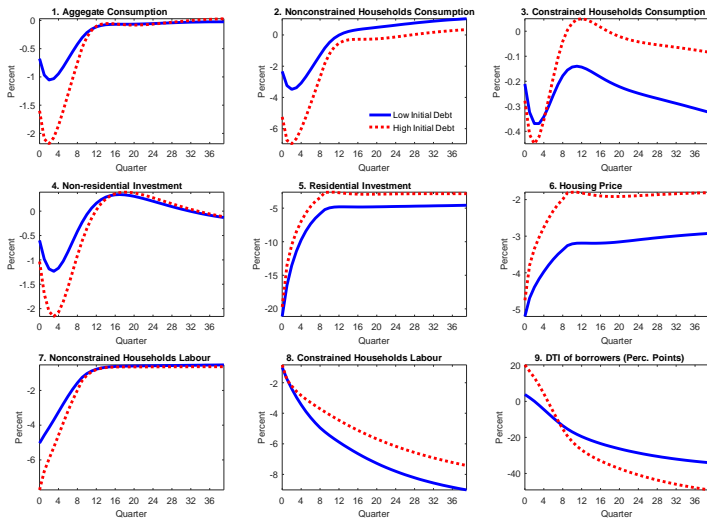 1. Aggegate Consumption
2. Nonconstrained Households Consumption
3. Constrained Households Consumption
Percent
0
-0.5
-1
-1.5
-2
0 4 8 12 16 20 24 28 32 36
Quarter
Percent
0
-2
-4
-6
Low Initial Debt
High Initial Debt
0 4 8 12 16 20 24 28 32 36
Quarter
Percent
0
-0.1
-0.2
-0.3
-0.4
0 4 8 12 16 20 24 28 32 36
Quarter
4. Non-residential Investment
5. Residential Investment
6. Housing Price
Percent
0
-0.5
-1
-1.5
-2
0 4 8 12 16 20 24 28 32 36
Quarter
Percent
-5
-10
-15
-20
0 4 8 12 16 20 24 28 32 36
Quarter
Percent
-2
-3
-4
-5
0 4 8 12 16 20 24 28 32 36
Quarter
7. Nonconstrained Households Labour
8. Constrained Households Labour
9. DTI of borrowers (Perc. Points)
Percent
-2
-4
-6
0 4 8 12 16 20 24 28 32 36
Quarter
Percent
-2
-4
-6
-8
0 4 8 12 16 20 24 28 32 36
Quarter
Percent
20
0
-20
-40
0 4 8 12 16 20 24 28 32 36
Quarter